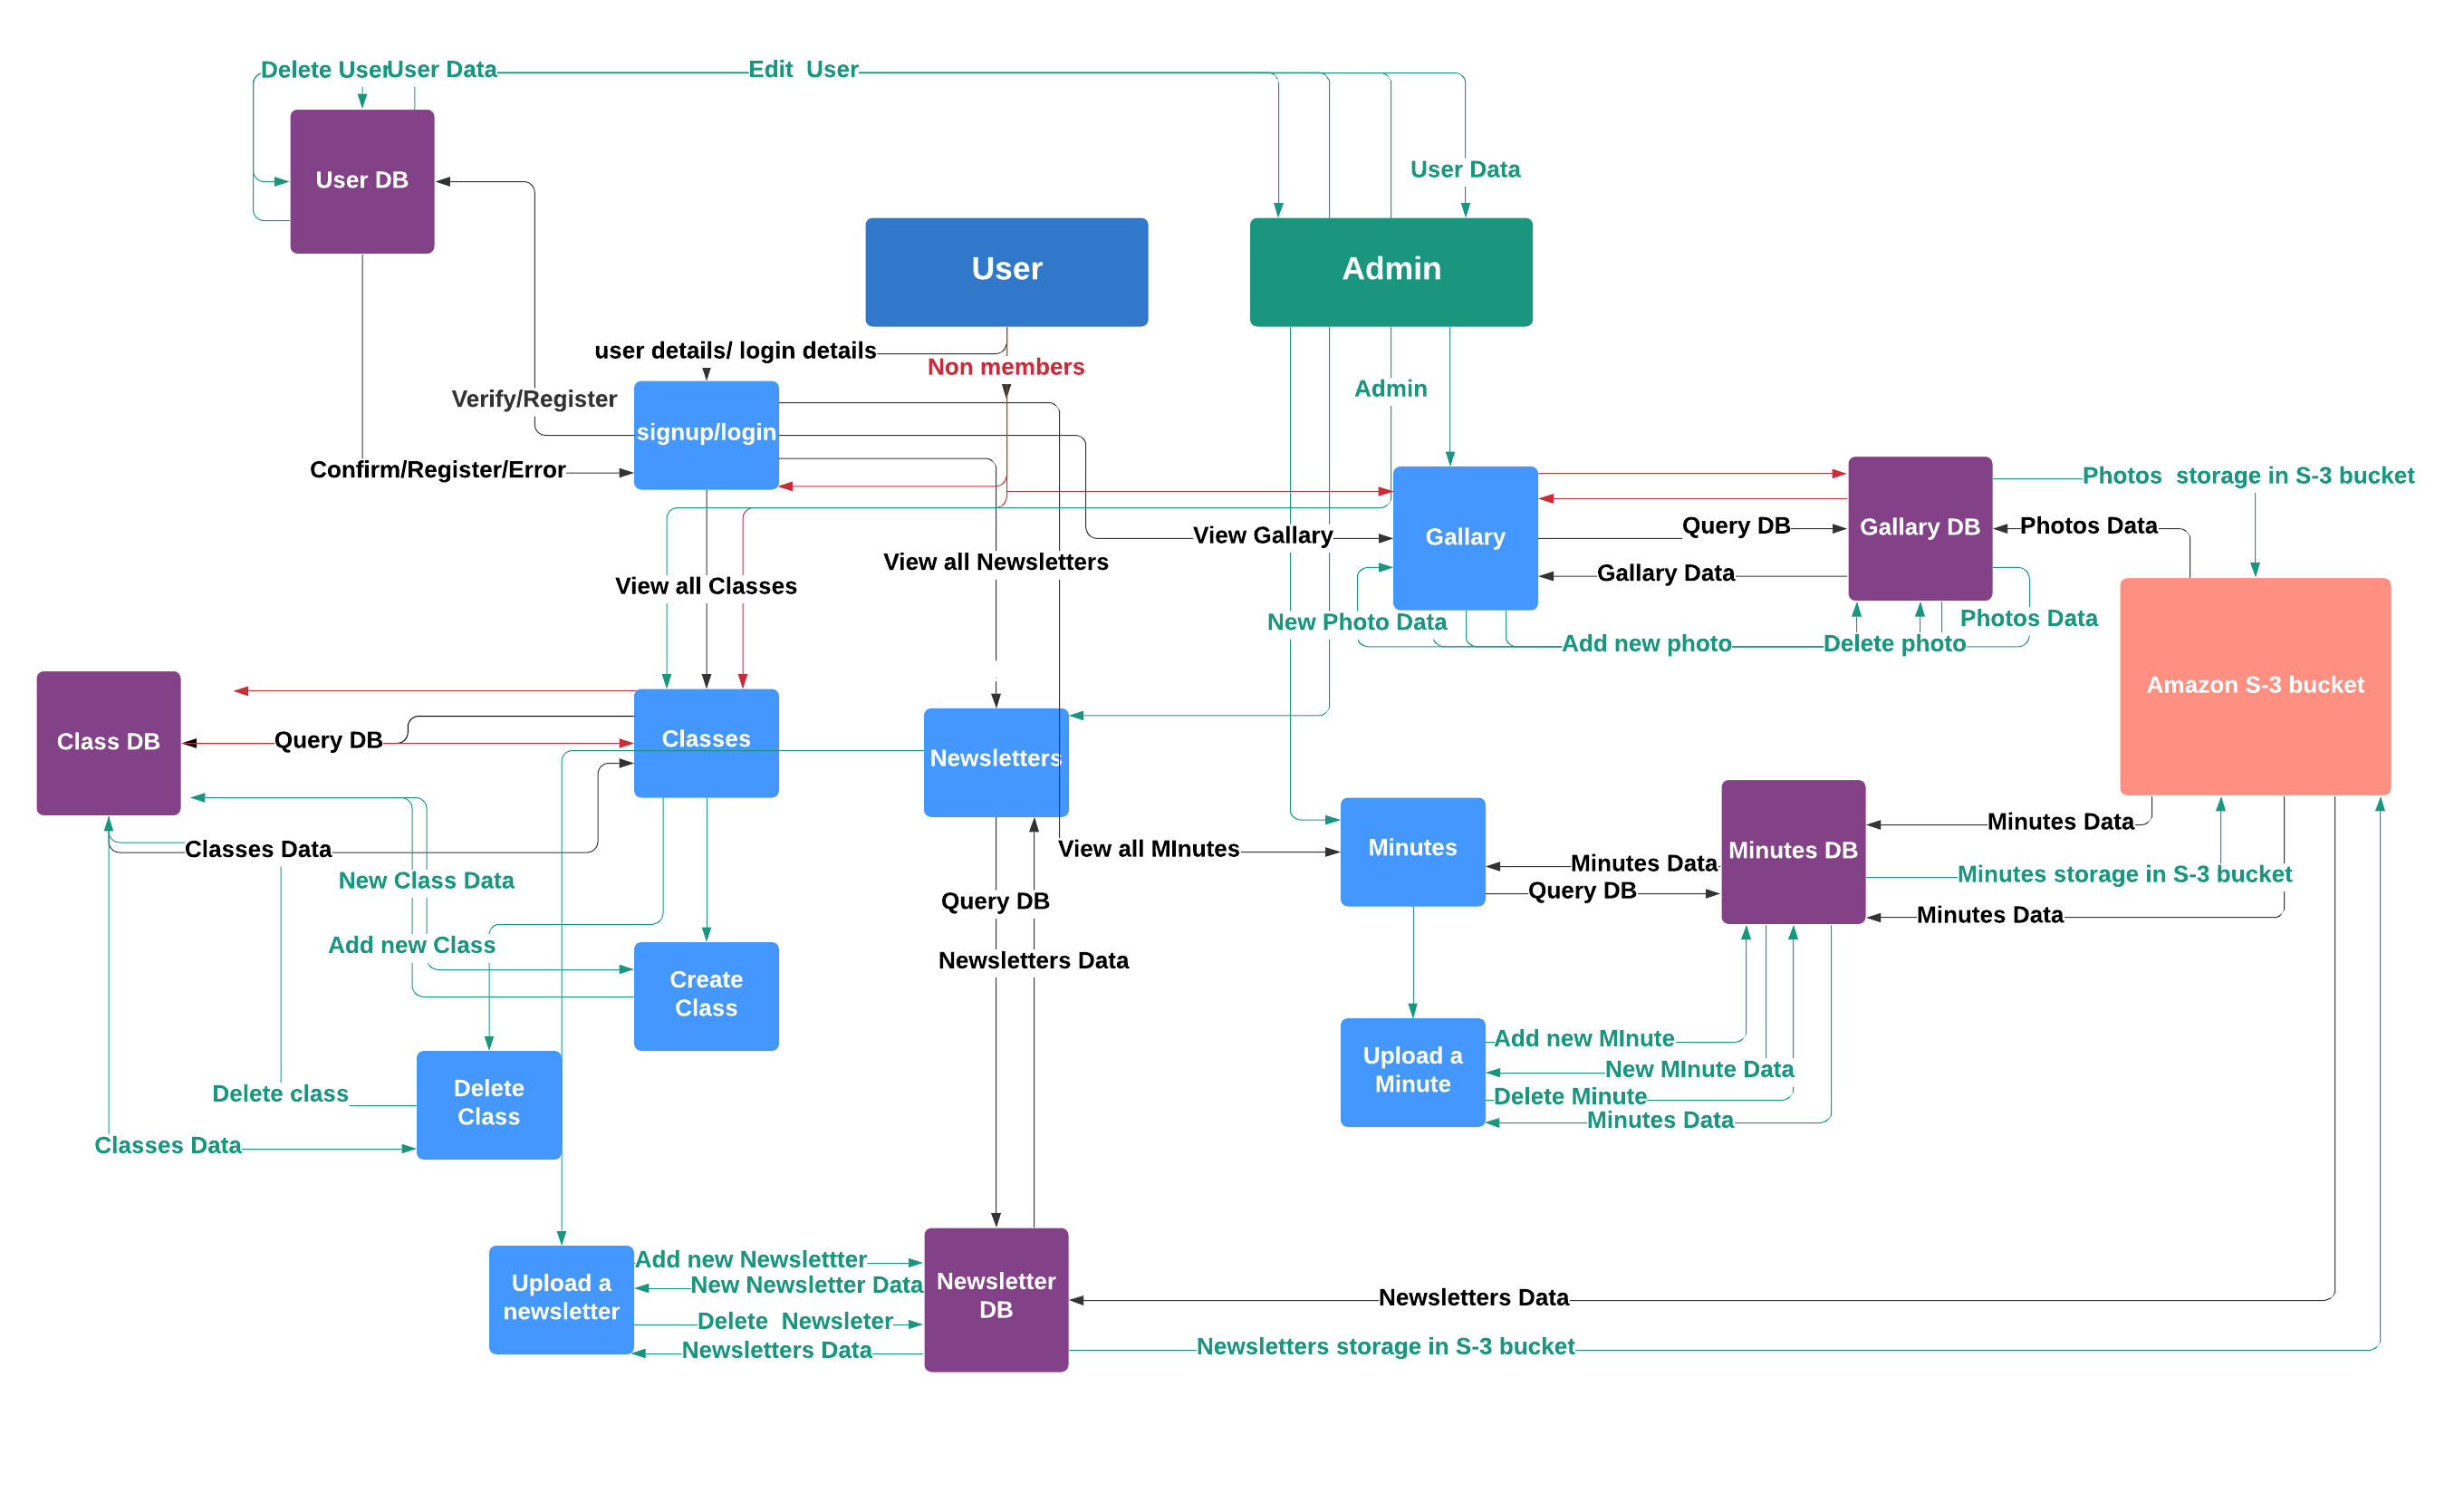 Delete User
User Data
Edit  User
User DB
User Data
User
Admin
user details/ login details
Non members
Verify/Register
Admin
signup/login
Confirm/Register/Error
Photos  storage in S-3 bucket
View Gallary
Gallary
Query DB
Gallary DB
Photos Data
View all Newsletters
Gallary Data
View all Classes
New Photo Data
Add new photo
Delete photo
Photos Data
Amazon S-3 bucket
Class DB
Query DB
Classes
Newsletters
Classes Data
View all MInutes
Minutes
Minutes Data
Query DB
Minutes DB
Minutes Data
Minutes storage in S-3 bucket
Minutes Data
New Class Data
Query DB
Add new Class
Newsletters Data
Create
Class
Upload a
Minute
Add new MInute
New MInute Data
Delete Minute
Minutes Data
Delete class
Delete
Class
Classes Data
Upload a
newsletter
Add new Newslettter
New Newsletter Data
Delete  Newsleter
Newsletters Data
Newsletter
DB
Newsletters Data
Newsletters storage in S-3 bucket